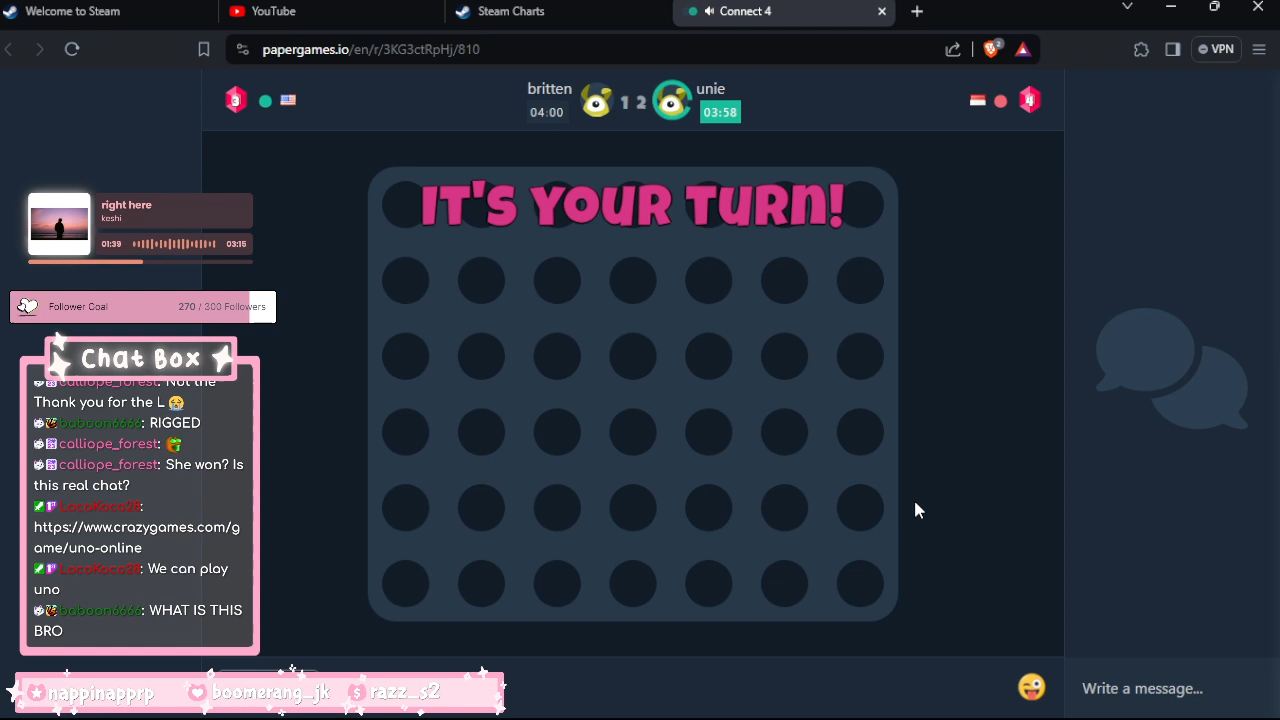 Welcome to Steam
YouTube
Steam Charts
Connect 4
papergames.io/en/r/3KG3ctRpHj/810
2
VPN
3
britten
04:00
1 2
unie
03:58
4
IT'S YOUR TURN!
right here
keshi
01:39
03:15
Follower Goal
270 / 300 Followers
Chat Box
calliope_forest: Not the
Thank you for the L 😭
baboon6666: RIGGED
calliope_forest:
calliope_forest: She won? Is
this real chat?
LocoKoco28:
https://www.crazygames.com/g
ame/uno-online
LocoKoco28: We can play
uno
baboon6666: WHAT IS THIS
BRO
nappinapprp
boomerang_jk
razz_s2
Write a message...